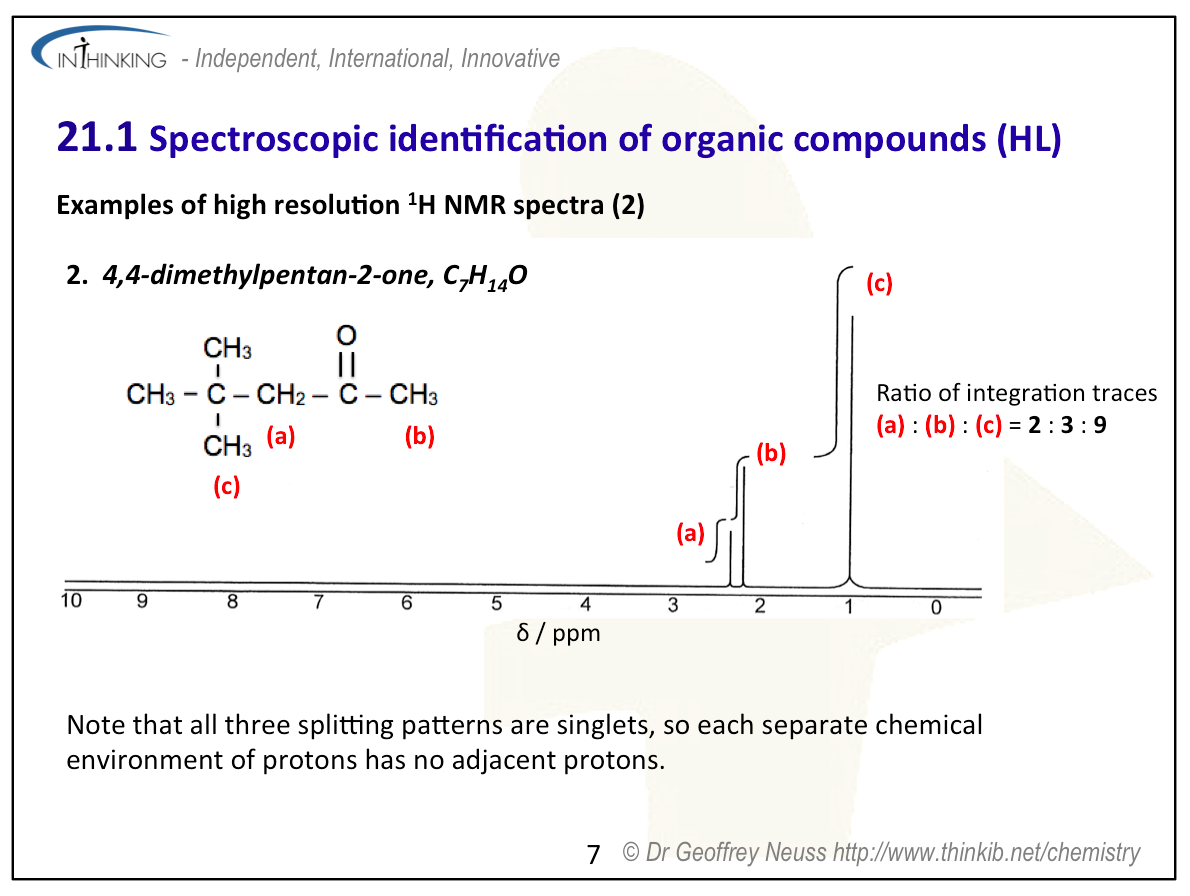 INTHINKING - Independent, International, Innovative
21.1 Spectroscopic identification of organic compounds (HL)
Examples of high resolution ¹H NMR spectra (2)
2. 4,4-dimethylpentan-2-one, C₇H₁₄O
(c)
O
CH₃
CH₃ – C – CH₂ – C – CH₃
Ratio of integration traces
(a) : (b) : (c) = 2 : 3 : 9
CH₃ (a) (b)
(b)
(c)
(a)
10 9 8 7 6 5 4 3 2 1 0
δ / ppm
Note that all three splitting patterns are singlets, so each separate chemical
environment of protons has no adjacent protons.
7 © Dr Geoffrey Neuss http://www.thinkib.net/chemistry